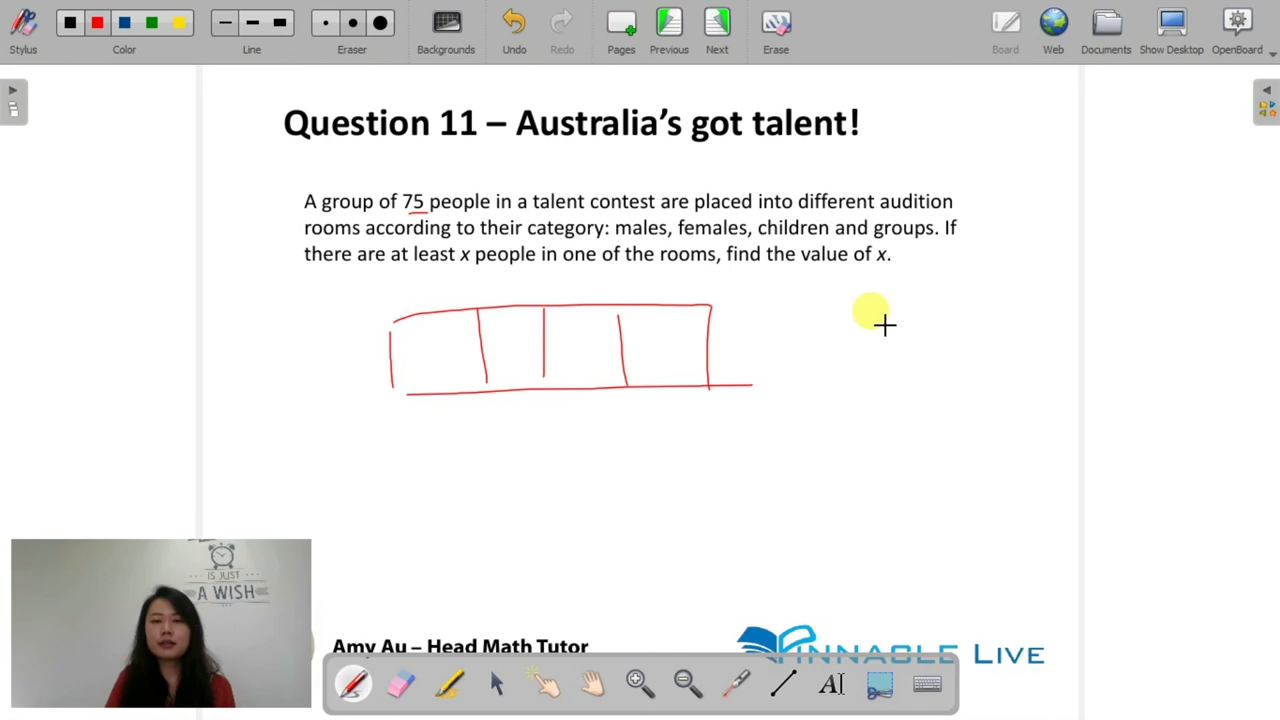 Stylus
Color
Line
Eraser
Backgrounds
Undo
Redo
Pages
Previous
Next
Erase
Board
Web
Documents
Show Desktop
OpenBoard
Question 11 – Australia's got talent!
A group of 75 people in a talent contest are placed into different audition
rooms according to their category: males, females, children and groups. If
there are at least x people in one of the rooms, find the value of x.
IS JUST
A WISH
Amy Au – Head Math Tutor
PINNACLE LIVE